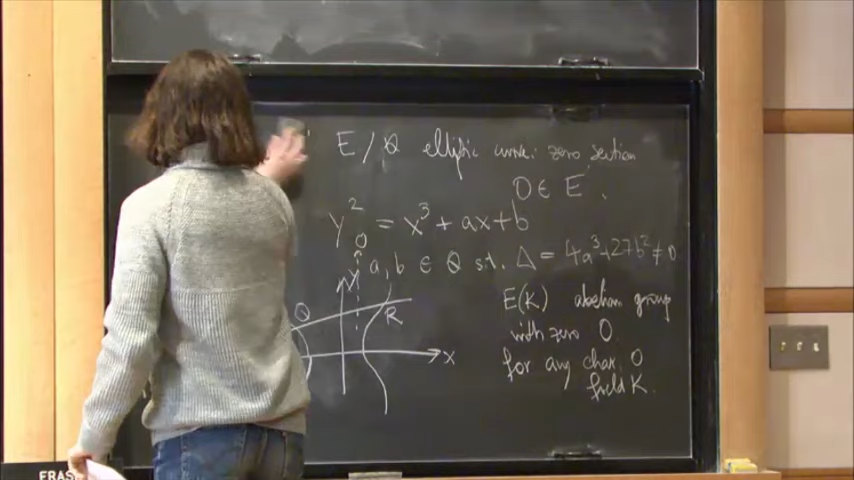 E/Q elliptic curve: zero section
O ∈ E.
y² = x³ + ax + b
a, b ∈ Q s.t. Δ = 4a³+27b² ≠ 0
O
y
Q
R
x
E(K) abelian group
with zero O
for any char. 0
field K.
ERAS